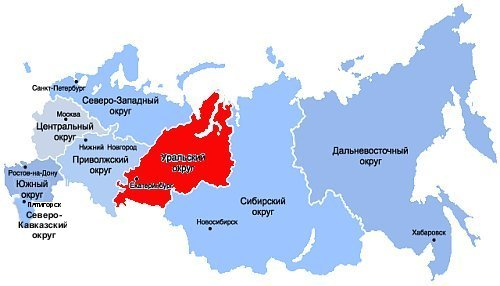 Санкт-Петербург
Северо-Западный
округ
Москва
Центральный
округ
Нижний Новгород
Приволжский
округ
Уральский
округ
Екатеринбург
Ростов-на-Дону
Южный
округ
Пятигорск
Северо-
Кавказский
округ
Сибирский
округ
Новосибирск
Дальневосточный
округ
Хабаровск